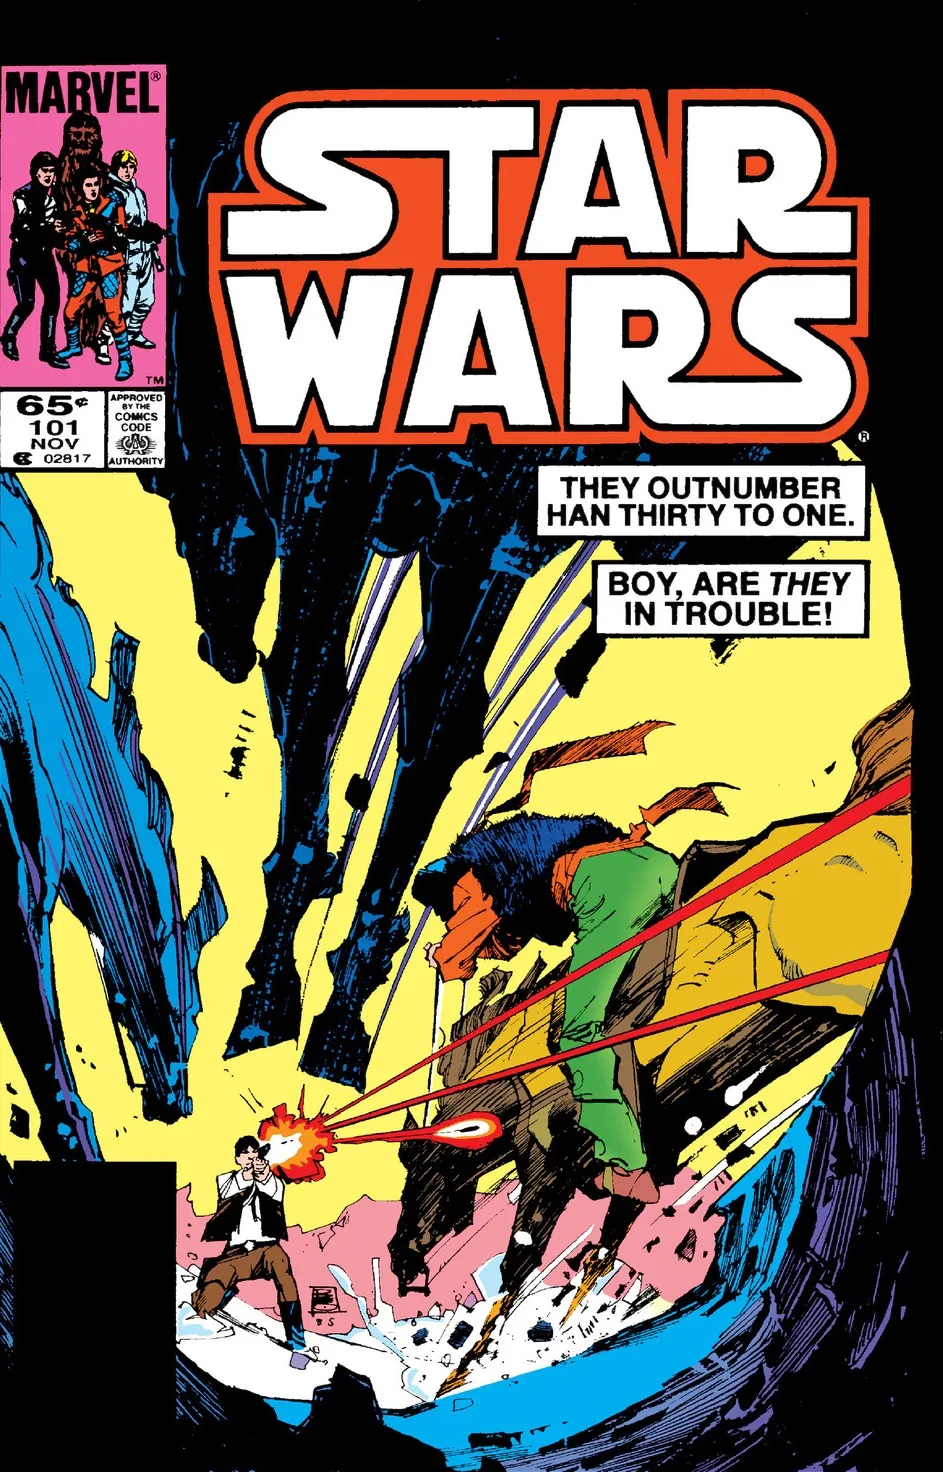 MARVEL®
STAR
WARS®
TM
65¢
101
NOV
02817
APPROVED
BY THE
COMICS
CODE
AUTHORITY
THEY OUTNUMBER
HAN THIRTY TO ONE.
BOY, ARE THEY
IN TROUBLE!